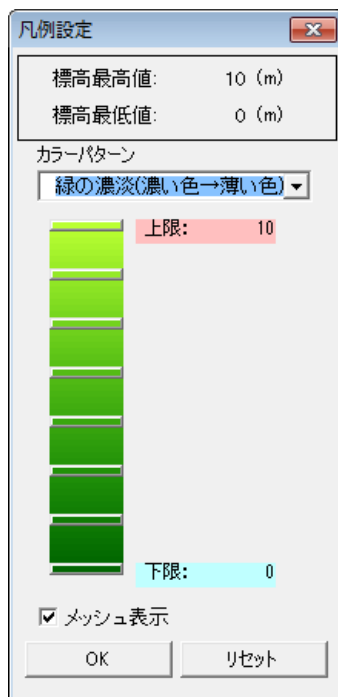 凡例設定
標高最高値: 10 (m)
標高最低値: 0 (m)
カラーパターン
緑の濃淡(濃い色→薄い色)
上限: 10
下限: 0
メッシュ表示
OK リセット